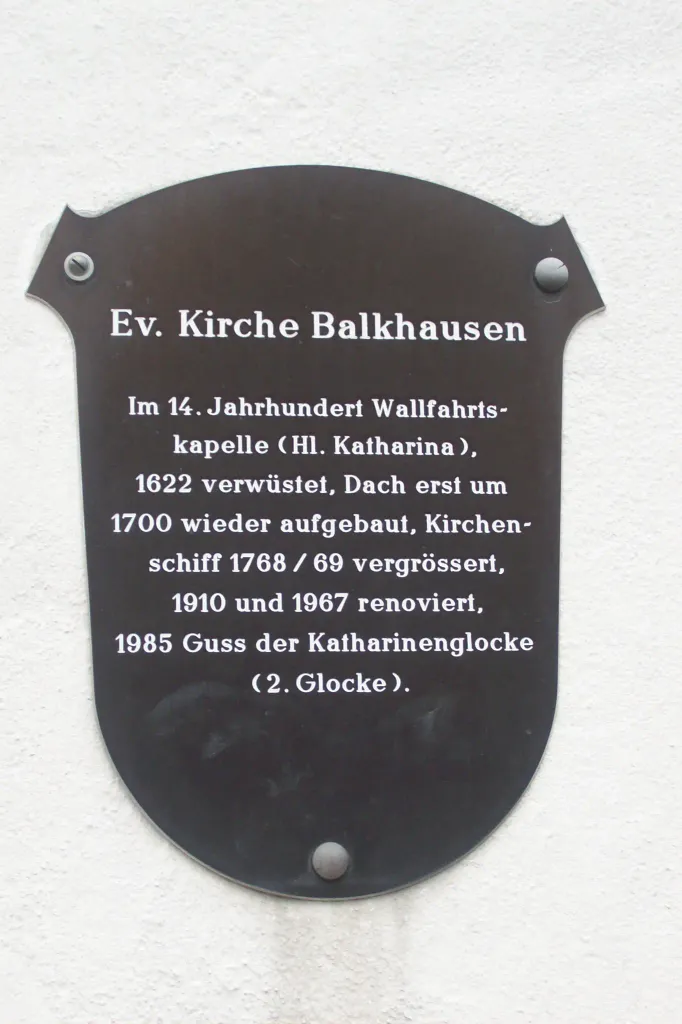 Ev. Kirche Balkhausen
Im 14. Jahrhundert Wallfahrts-
kapelle (Hl. Katharina),
1622 verwüstet, Dach erst um
1700 wieder aufgebaut, Kirchen-
schiff 1768 / 69 vergrössert,
1910 und 1967 renoviert,
1985 Guss der Katharinenglocke
(2. Glocke).